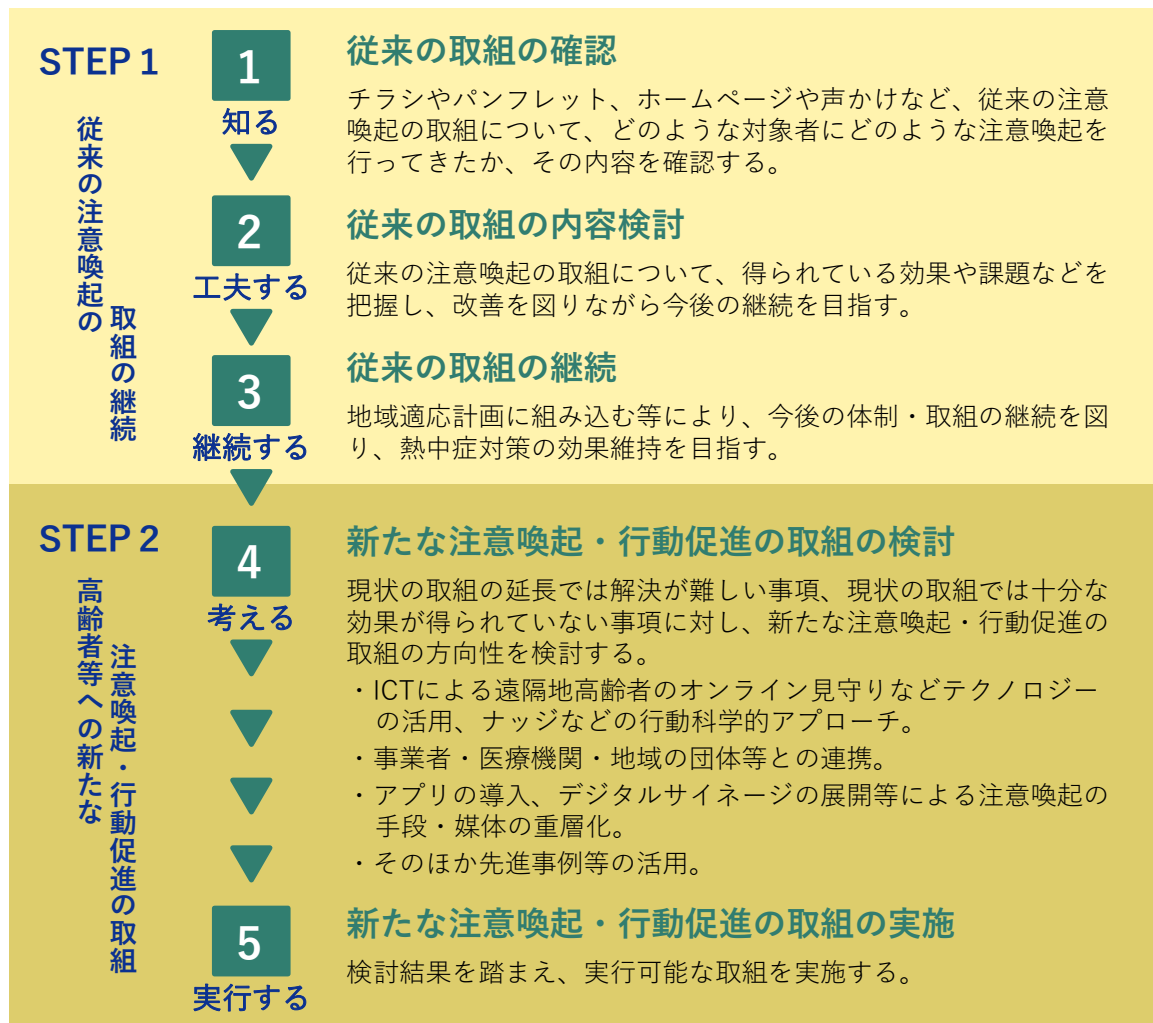 STEP 1
従来の注意喚起の
取組の継続
1
知る
従来の取組の確認
チラシやパンフレット、ホームページや声かけなど、従来の注意
喚起の取組について、どのような対象者にどのような注意喚起を
行ってきたか、その内容を確認する。
2
工夫する
従来の取組の内容検討
従来の注意喚起の取組について、得られている効果や課題などを
把握し、改善を図りながら今後の継続を目指す。
3
継続する
従来の取組の継続
地域適応計画に組み込む等により、今後の体制・取組の継続を図
り、熱中症対策の効果維持を目指す。
STEP 2
高齢者等への新たな
注意喚起・行動促進の取組
4
考える
新たな注意喚起・行動促進の取組の検討
現状の取組の延長では解決が難しい事項、現状の取組では十分な
効果が得られていない事項に対し、新たな注意喚起・行動促進の
取組の方向性を検討する。
・ICTによる遠隔地高齢者のオンライン見守りなどテクノロジー
の活用、ナッジなどの行動科学的アプローチ。
・事業者・医療機関・地域の団体等との連携。
・アプリの導入、デジタルサイネージの展開等による注意喚起の
手段・媒体の重層化。
・そのほか先進事例等の活用。
5
実行する
新たな注意喚起・行動促進の取組の実施
検討結果を踏まえ、実行可能な取組を実施する。